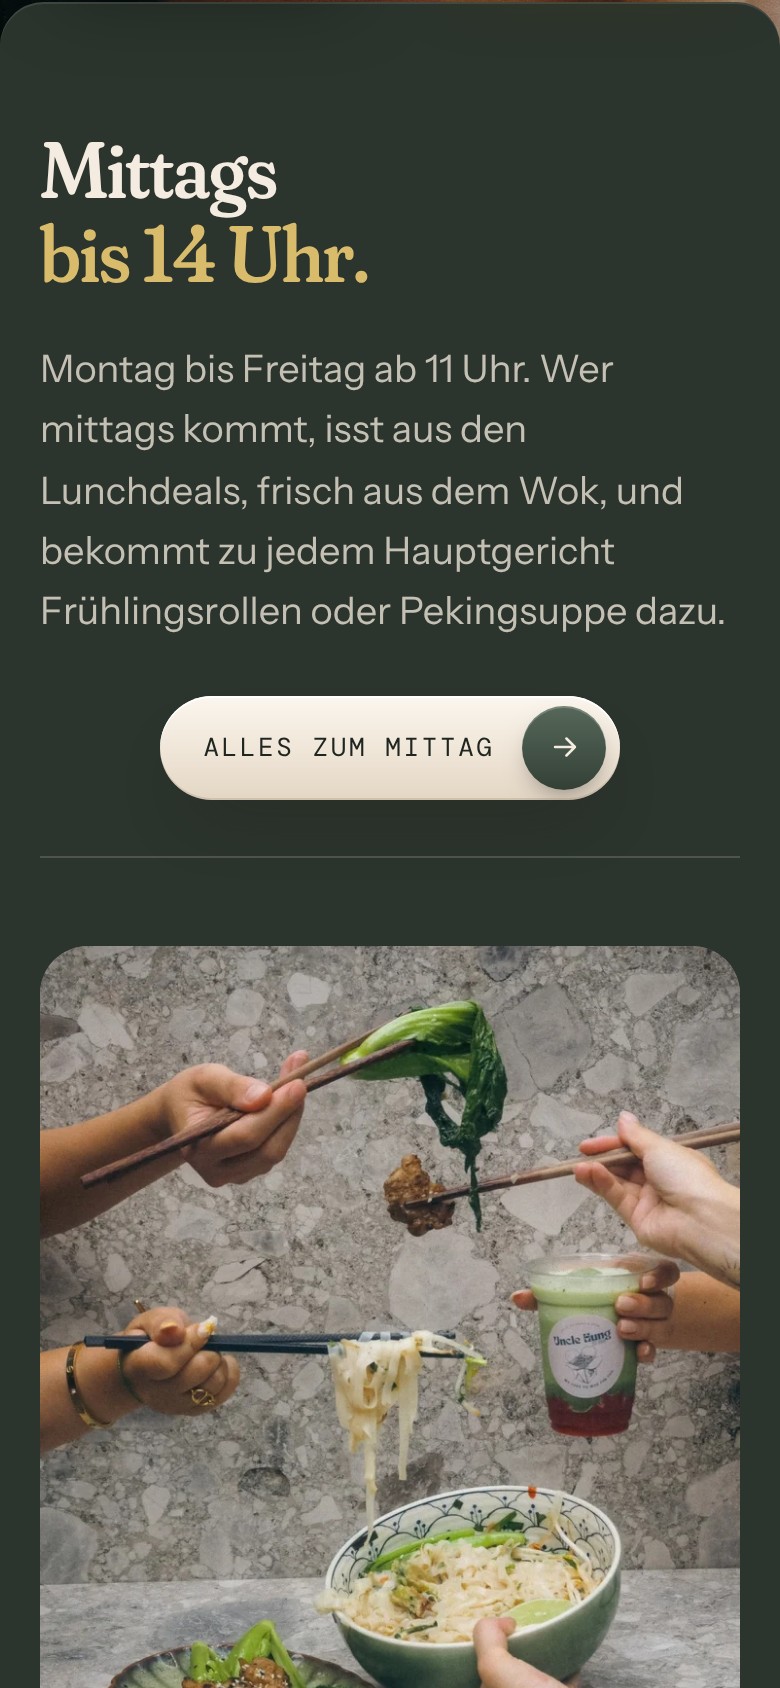 Mittags
bis 14 Uhr.
Montag bis Freitag ab 11 Uhr. Wer
mittags kommt, isst aus den
Lunchdeals, frisch aus dem Wok, und
bekommt zu jedem Hauptgericht
Frühlingsrollen oder Pekingsuppe dazu.
ALLES ZUM MITTAG
Uncle Hung